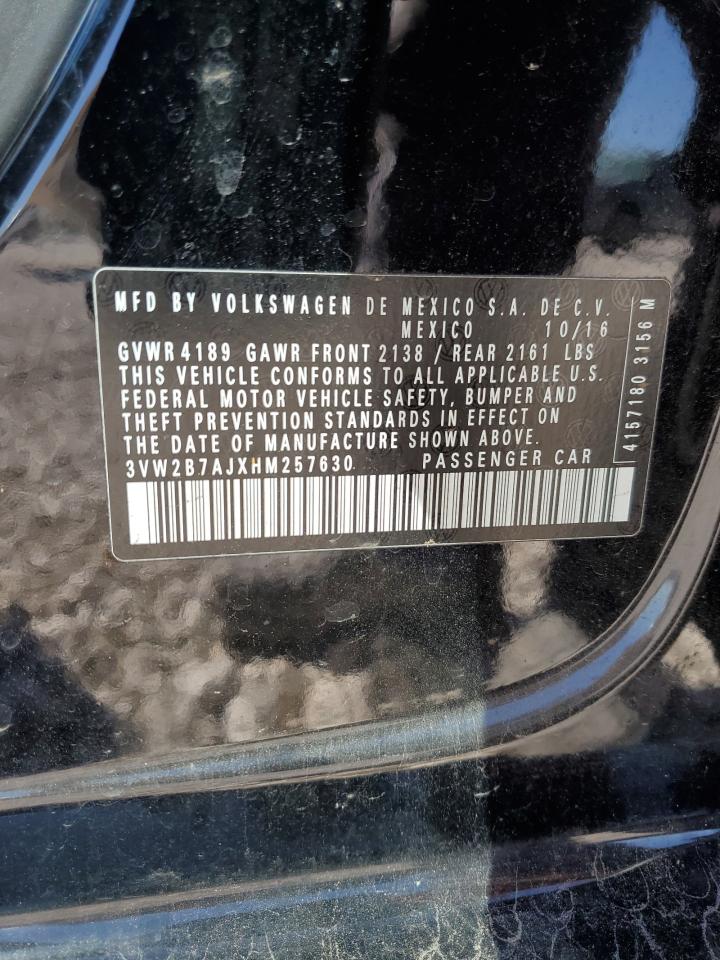 MFD BY VOLKSWAGEN DE MEXICO S.A. DE C.V.
MEXICO 10/16
GVWR 4189 GAWR FRONT 2138 / REAR 2161 LBS
THIS VEHICLE CONFORMS TO ALL APPLICABLE U.S.
FEDERAL MOTOR VEHICLE SAFETY, BUMPER AND
THEFT PREVENTION STANDARDS IN EFFECT ON
THE DATE OF MANUFACTURE SHOWN ABOVE.
3VW2B7AJXHM257630 PASSENGER CAR
4157180 3156 M